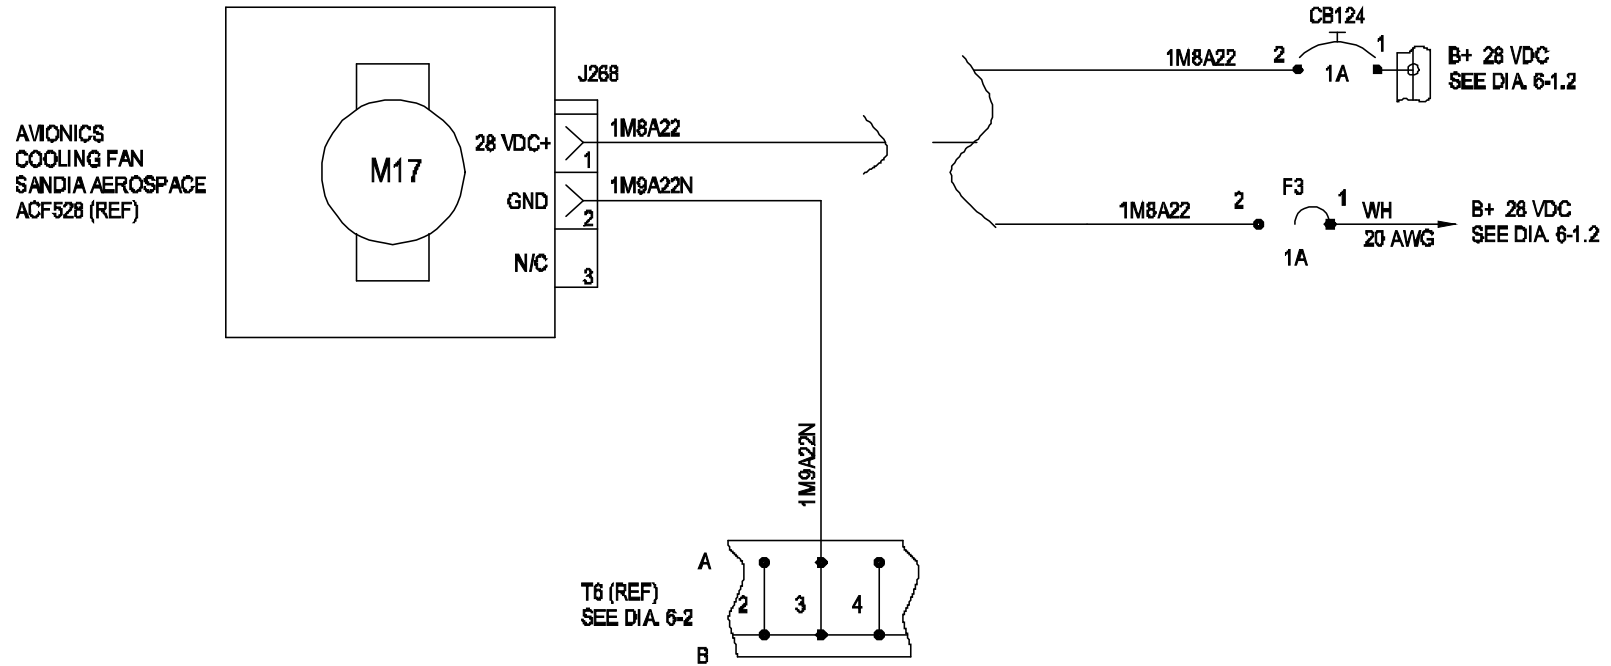 CB124
1M8A22
2
1
1A
B+ 28 VDC
SEE DIA. 6-1.2
J268
AVIONICS
COOLING FAN
SANDIA AEROSPACE
ACF528 (REF)
M17
28 VDC+
1
1M8A22
GND
2
1M9A22N
N/C
3
F3
1M8A22
2
1
WH
20 AWG
1A
B+ 28 VDC
SEE DIA. 6-1.2
1M9A22N
A
T6 (REF)
SEE DIA. 6-2
2
3
4
B